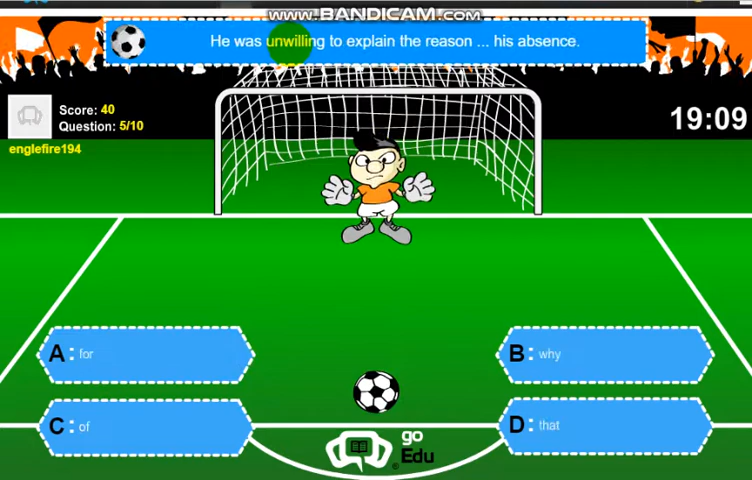 www.BANDICAM.com
He was unwilling to explain the reason ... his absence.
Score: 40
Question: 5/10
19:09
englefire194
A: for
B: why
C: of
D: that
go
Edu